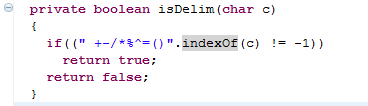 private boolean isDelim(char c)
{
if((" +-/*%^=()".indexOf(c) != -1))
return true;
return false;
}